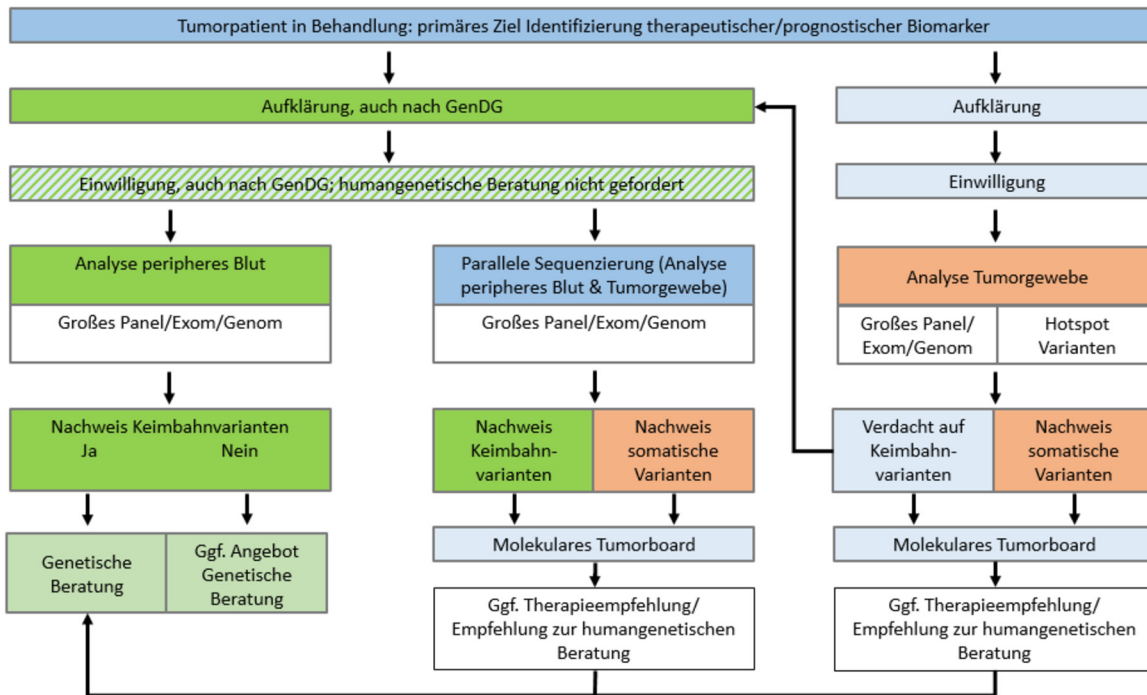 Tumorpatient in Behandlung: primäres Ziel Identifizierung therapeutischer/prognostischer Biomarker
Aufklärung, auch nach GenDG
Aufklärung
Einwilligung, auch nach GenDG; humangenetische Beratung nicht gefordert
Einwilligung
Analyse peripheres Blut
Großes Panel/Exom/Genom
Parallele Sequenzierung (Analyse
peripheres Blut & Tumorgewebe)
Großes Panel/Exom/Genom
Analyse Tumorgewebe
Großes Panel/
Exom/Genom
Hotspot
Varianten
Nachweis Keimbahnvarianten
Ja Nein
Nachweis
Keimbahn-
varianten
Nachweis
somatische
Varianten
Verdacht auf
Keimbahn-
varianten
Nachweis
somatische
Varianten
Genetische
Beratung
Ggf. Angebot
Genetische
Beratung
Molekulares Tumorboard
Molekulares Tumorboard
Ggf. Therapieempfehlung/
Empfehlung zur humangenetischen
Beratung
Ggf. Therapieempfehlung/
Empfehlung zur humangenetischen
Beratung